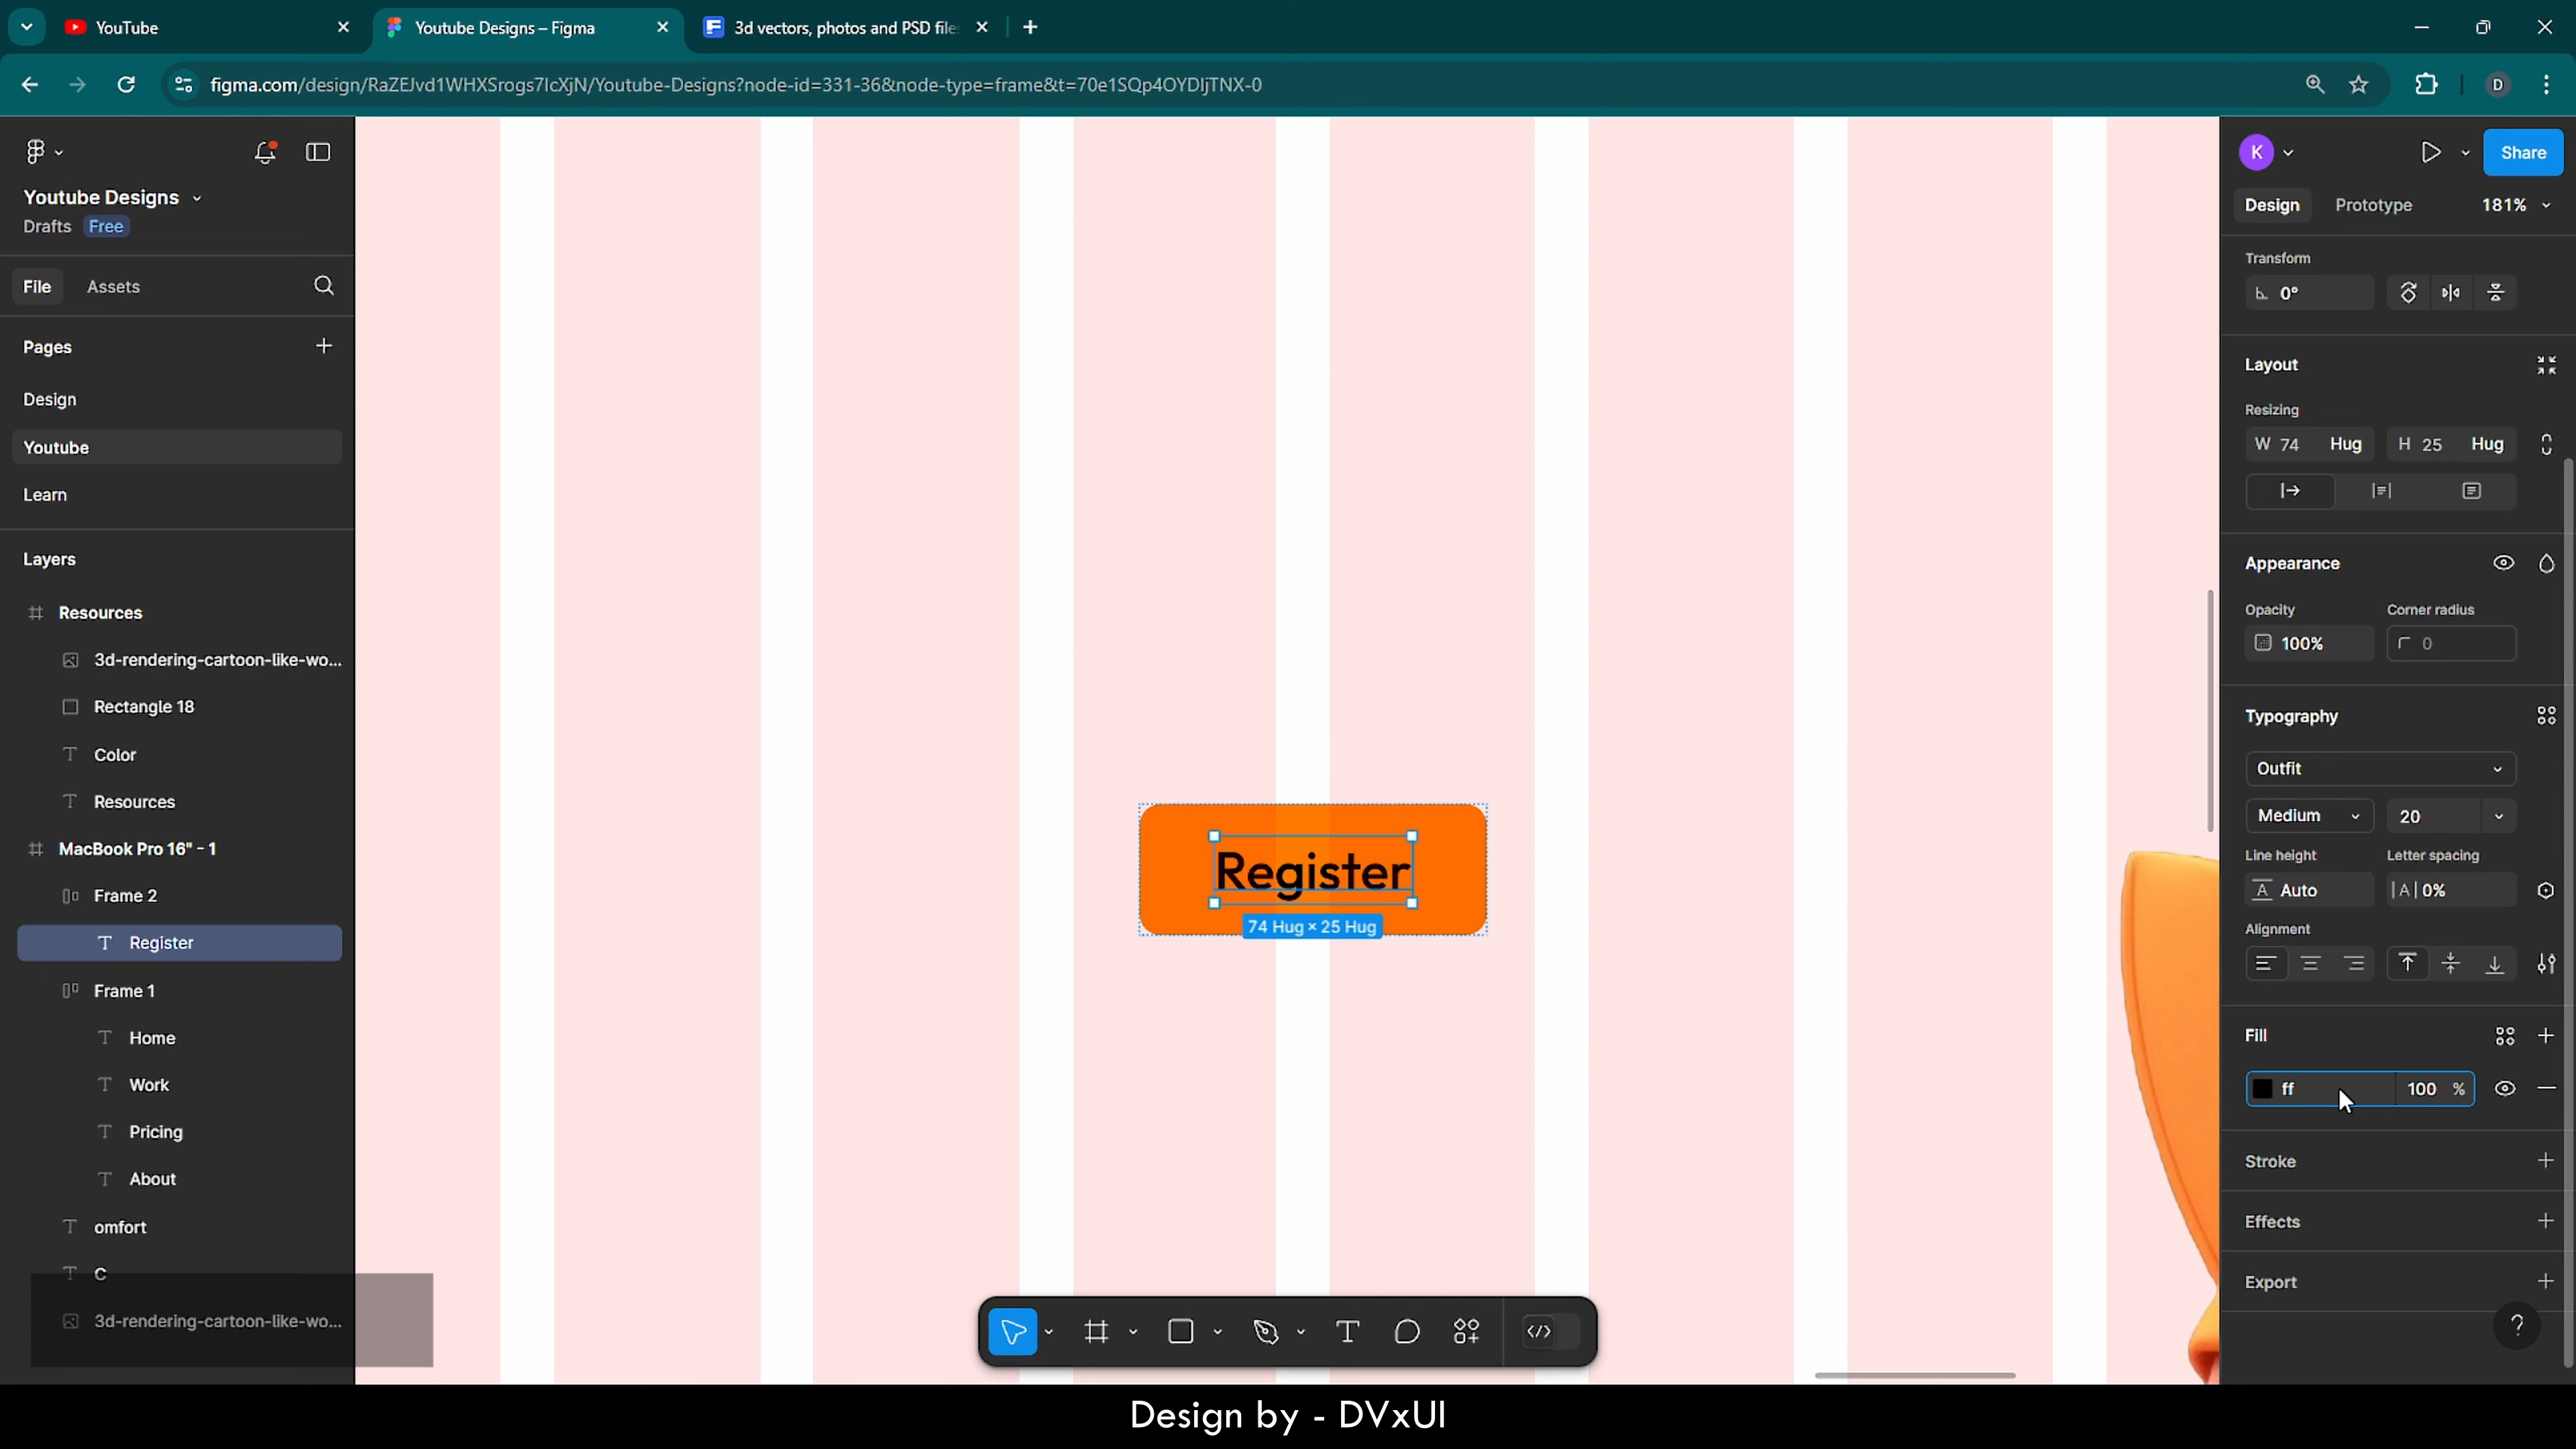 YouTube
Youtube Designs – Figma
3d vectors, photos and PSD file
figma.com/design/RaZEJvd1WHXSrogs7IcXjN/Youtube-Designs?node-id=331-36&node-type=frame&t=70e1SQp4OYDIjTNX-0
D
Youtube Designs
Drafts Free
File Assets
Pages
Design
Youtube
Learn
Layers
Resources
3d-rendering-cartoon-like-wo...
Rectangle 18
Color
Resources
MacBook Pro 16" - 1
Frame 2
Register
Frame 1
Home
Work
Pricing
About
omfort
C
3d-rendering-cartoon-like-wo...
Register
74 Hug × 25 Hug
K
Share
Design Prototype 181%
Transform
0°
Layout
Resizing
W 74 Hug H 25 Hug
Appearance
Opacity Corner radius
100% 0
Typography
Outfit
Medium 20
Line height Letter spacing
Auto |A| 0%
Alignment
Fill
ff 100 %
Stroke
Effects
Export
?
Design by - DVxUI